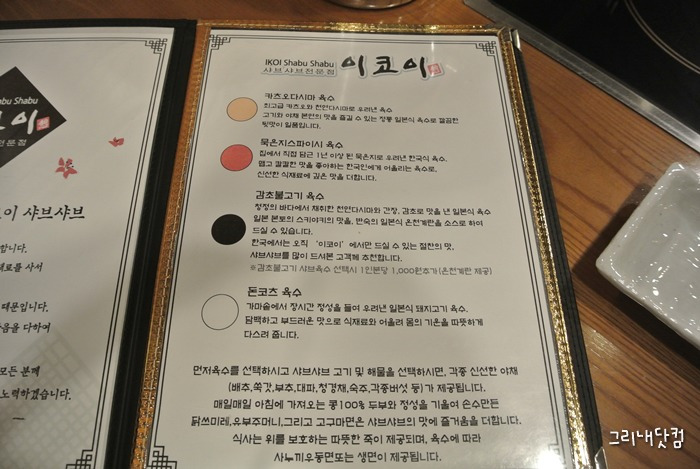 abu Shabu
코이
전문점
코이 샤브샤브
합니다.
재료를 사서
때문입니다.
음을 다하여
모든 분께
노력하겠습니다.
IKOI Shabu Shabu
샤브샤브전문점
이코이
카츠오다시마 육수
최고급 카츠오와 천연다시마로 우려낸 육수
고기와 야채 본연의 맛을 즐길 수 있는 정통 일본식 육수로 깔끔한
뒷맛이 일품입니다.
묵은지스파이시 육수
집에서 직접 담근 1년 이상 된 묵은지로 우려낸 한국식 육수.
맵고 칼칼한 맛을 좋아하는 한국인에게 어울리는 육수로,
신선한 식재료에 깊은 맛을 더합니다.
감초불고기 육수
청정의 바다에서 채취한 천연다시마와 간장, 감초로 맛을 낸 일본식 육수
일본 본토의 스키야키의 맛을, 반숙의 일본식 온천계란을 소스로 하여
드실 수 있습니다.
한국에서는 오직 '이코이'에서만 드실 수 있는 절찬의 맛.
샤브샤브를 많이 드셔본 고객께 추천합니다.
※감초불고기 샤브육수 선택시 1인분당 1,000원추가 (온천계란 제공)
돈코츠 육수
가마솥에서 장시간 정성을 들여 우려낸 일본식 돼지고기 육수.
담백하고 부드러운 맛으로 식재료와 어울려 몸의 기운을 따뜻하게
다스려 줍니다.
먼저육수를 선택하시고 샤브샤브 고기 및 해물을 선택하시면, 각종 신선한 야채
(배추,쑥갓,부추,대파,청경채,숙주,각종버섯 등)가 제공됩니다.
매일매일 아침에 가져오는 콩100% 두부와 정성을 기울여 손수만든
닭쓰미레,유부주머니,그리고 고구마면은 샤브샤브의 맛에 즐거움을 더합니다.
식사는 위를 보호하는 따뜻한 죽이 제공되며, 육수에 따라
사누끼우동면또는 생면이 제공됩니다.
그리내닷컴